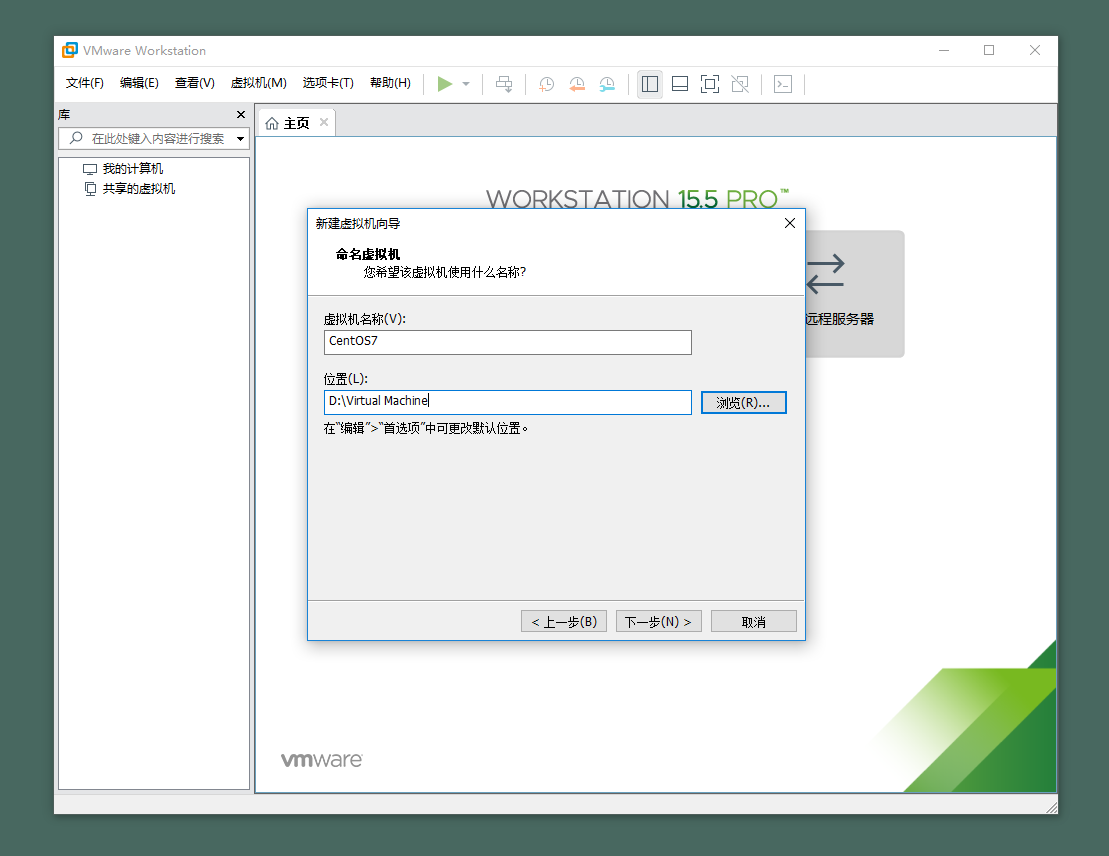 VMware Workstation
文件(F) 编辑(E) 查看(V) 虚拟机(M) 选项卡(T) 帮助(H)
库
在此处键入内容进行搜索
我的计算机
共享的虚拟机
主页
WORKSTATION 15.5 PRO™
远程服务器
新建虚拟机向导
命名虚拟机
您希望该虚拟机使用什么名称?
虚拟机名称(V):
CentOS7
位置(L):
D:\Virtual Machine
浏览(R)...
在“编辑”>“首选项”中可更改默认位置。
< 上一步(B) 下一步(N) > 取消
vmware